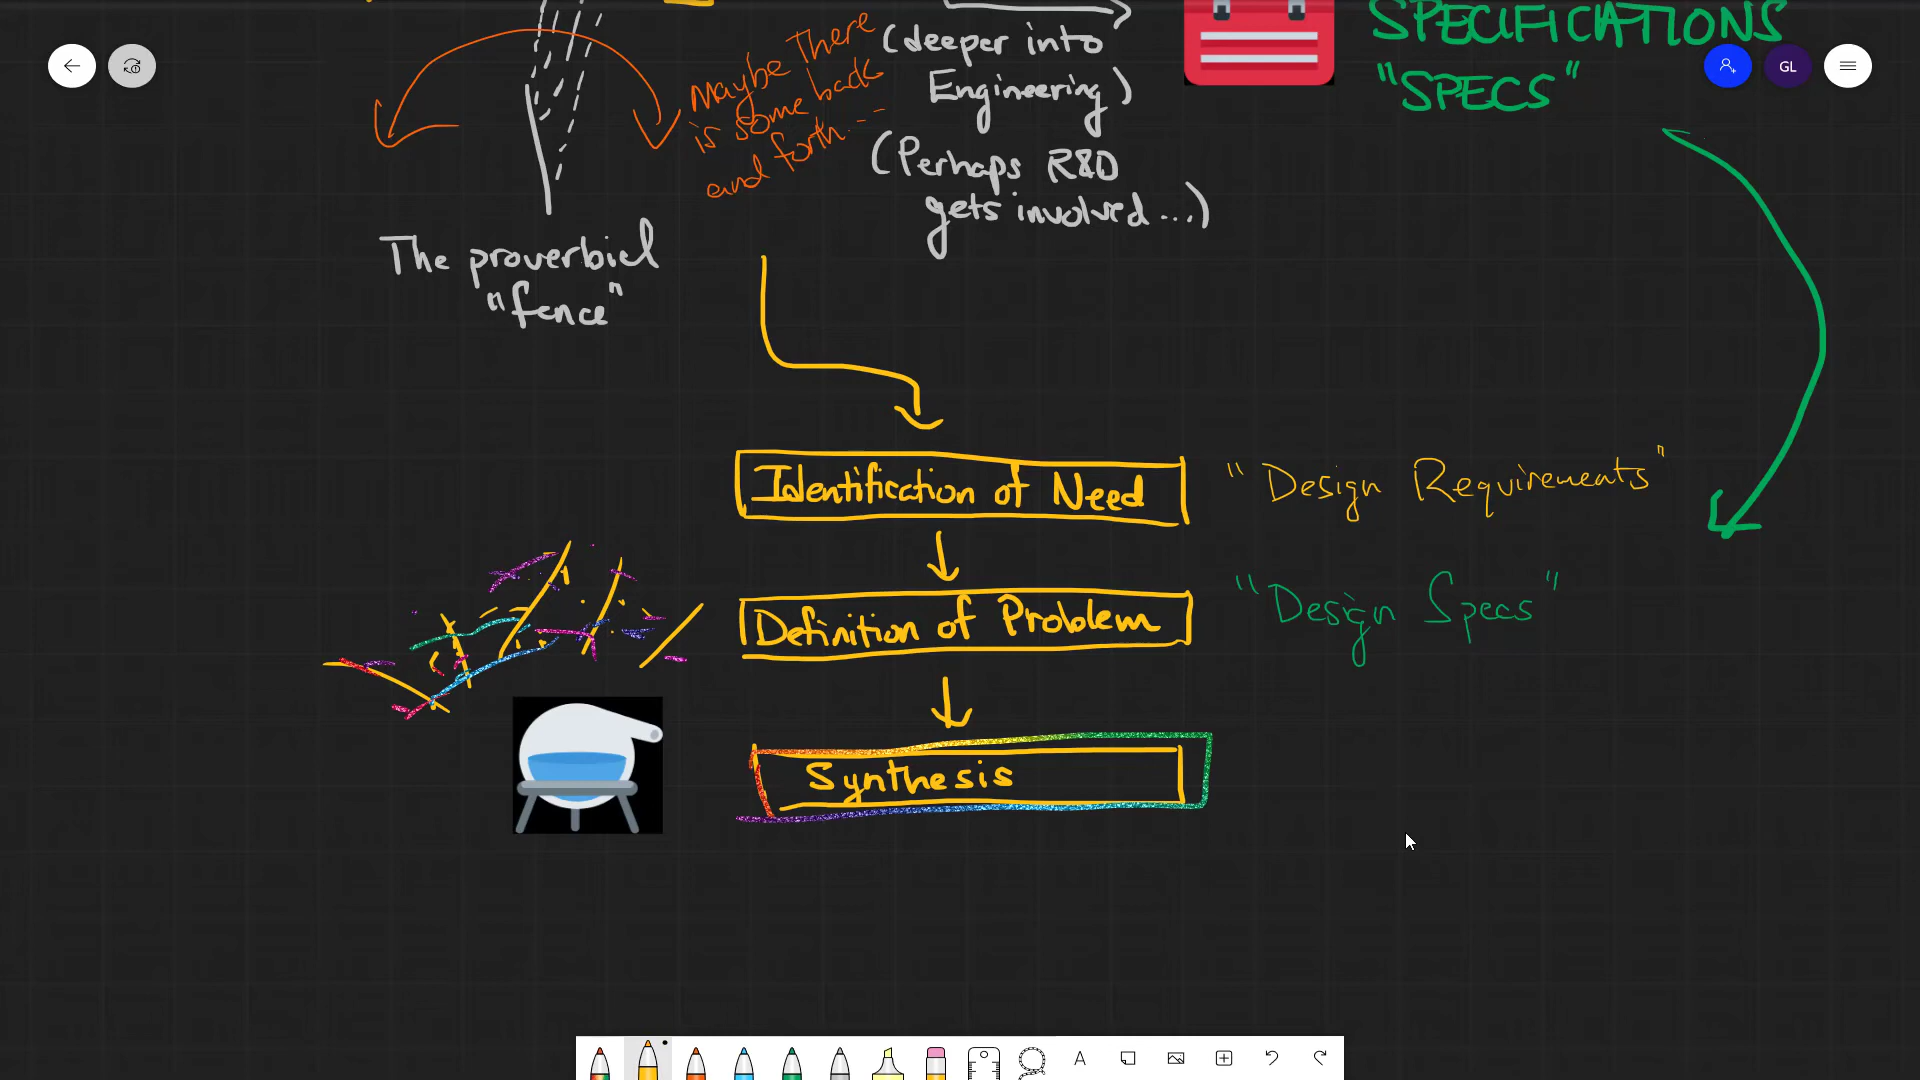 SPECIFICATIONS
"SPECS"
GL
Maybe there
is some back
and forth...
(deeper into
Engineering)
(Perhaps R&D
gets involved...)
The proverbial
"fence"
Identification of Need
"Design Requirements"
Definition of Problem
"Design Specs"
Synthesis
A